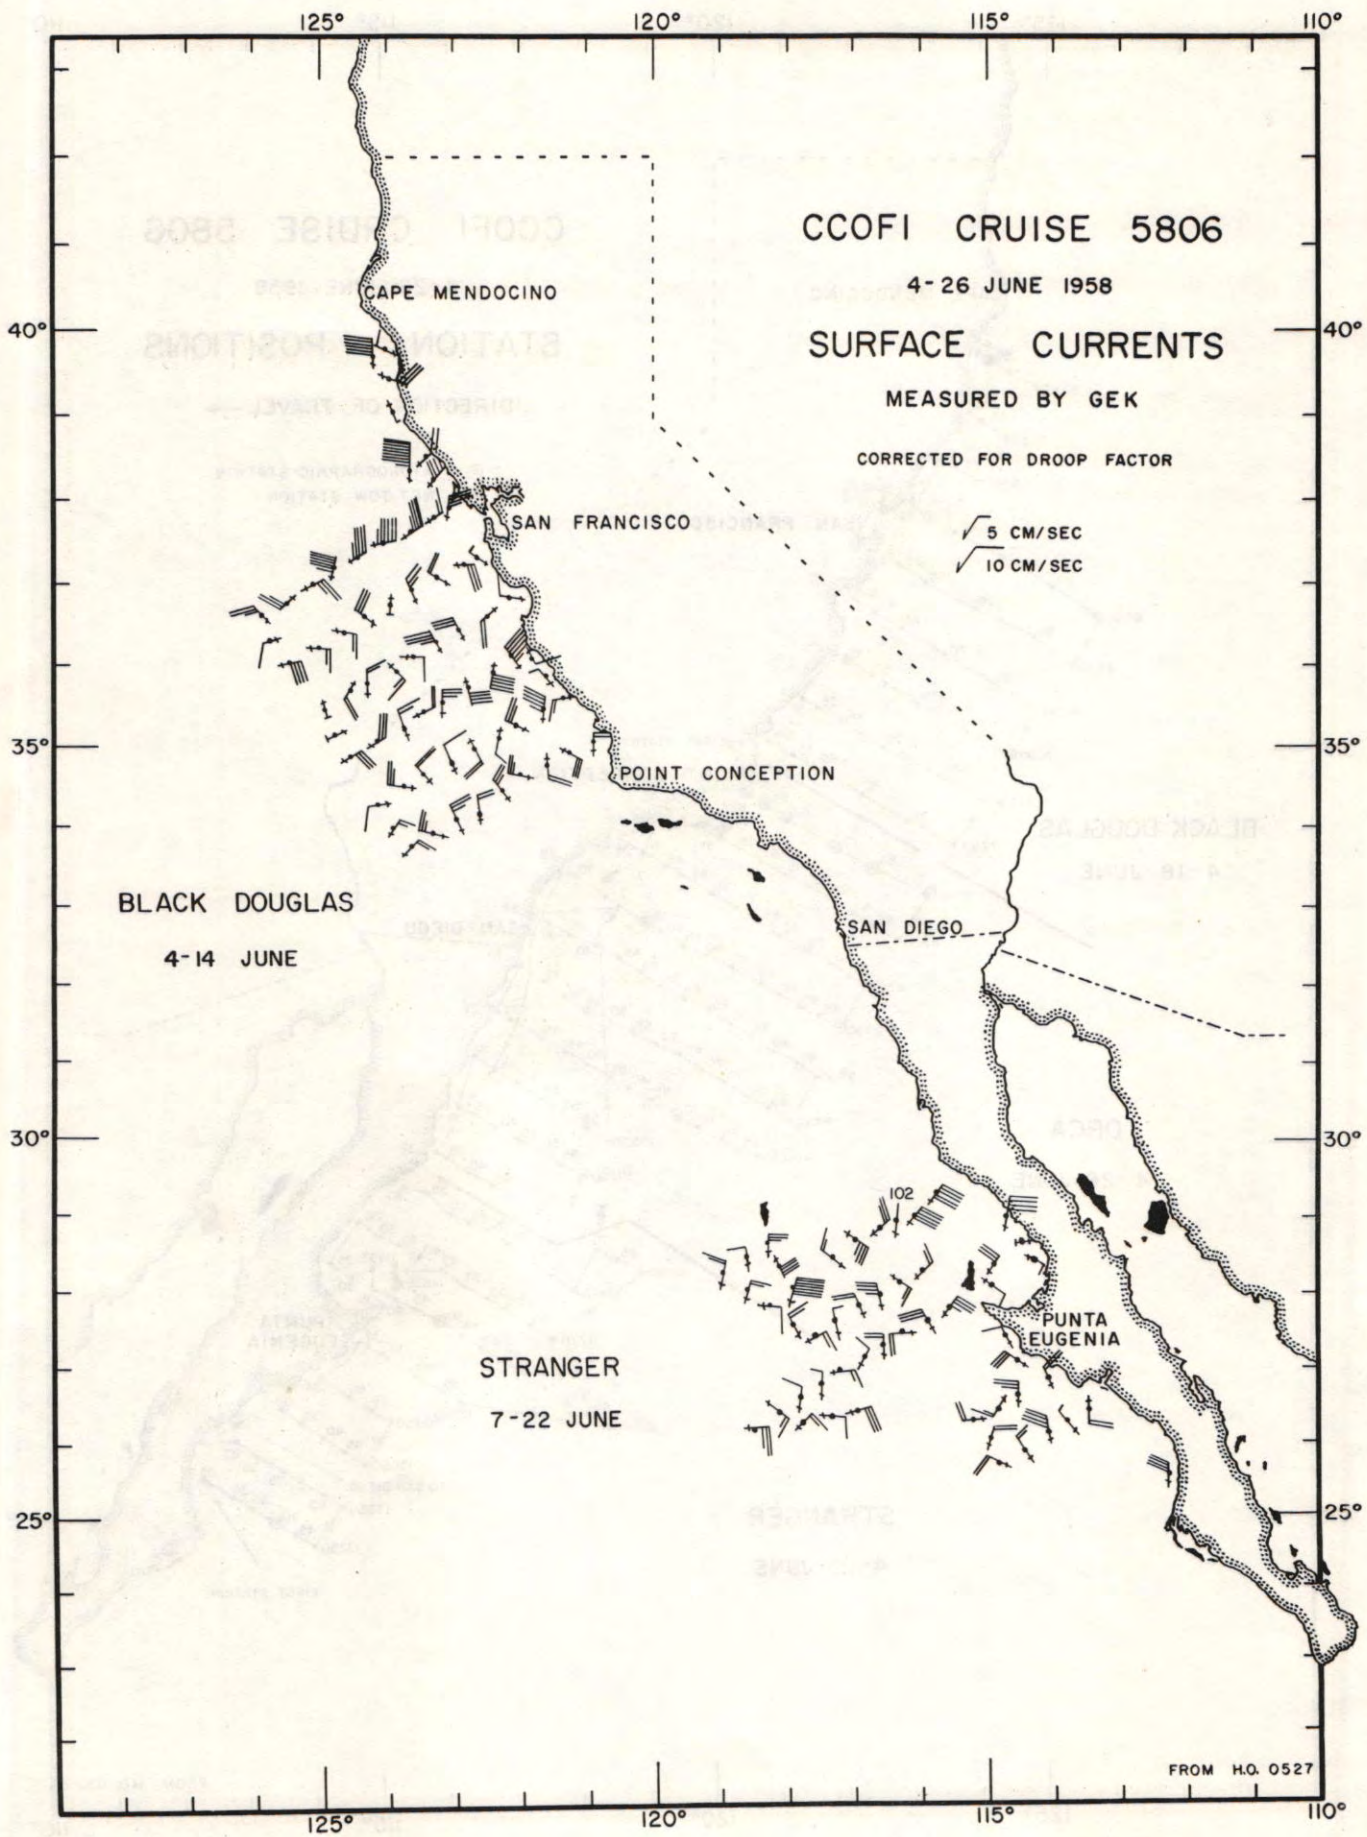 125° 120° 115° 110°
CCOFI CRUISE 5806
4-26 JUNE 1958
CAPE MENDOCINO
40° 40°
SURFACE CURRENTS
MEASURED BY GEK
CORRECTED FOR DROOP FACTOR
SAN FRANCISCO
5 CM/SEC
10 CM/SEC
35° 35°
POINT CONCEPTION
BLACK DOUGLAS
4-14 JUNE
SAN DIEGO
30° 30°
102
PUNTA
EUGENIA
STRANGER
7-22 JUNE
25° 25°
FROM H.O. 0527
125° 120° 115° 110°